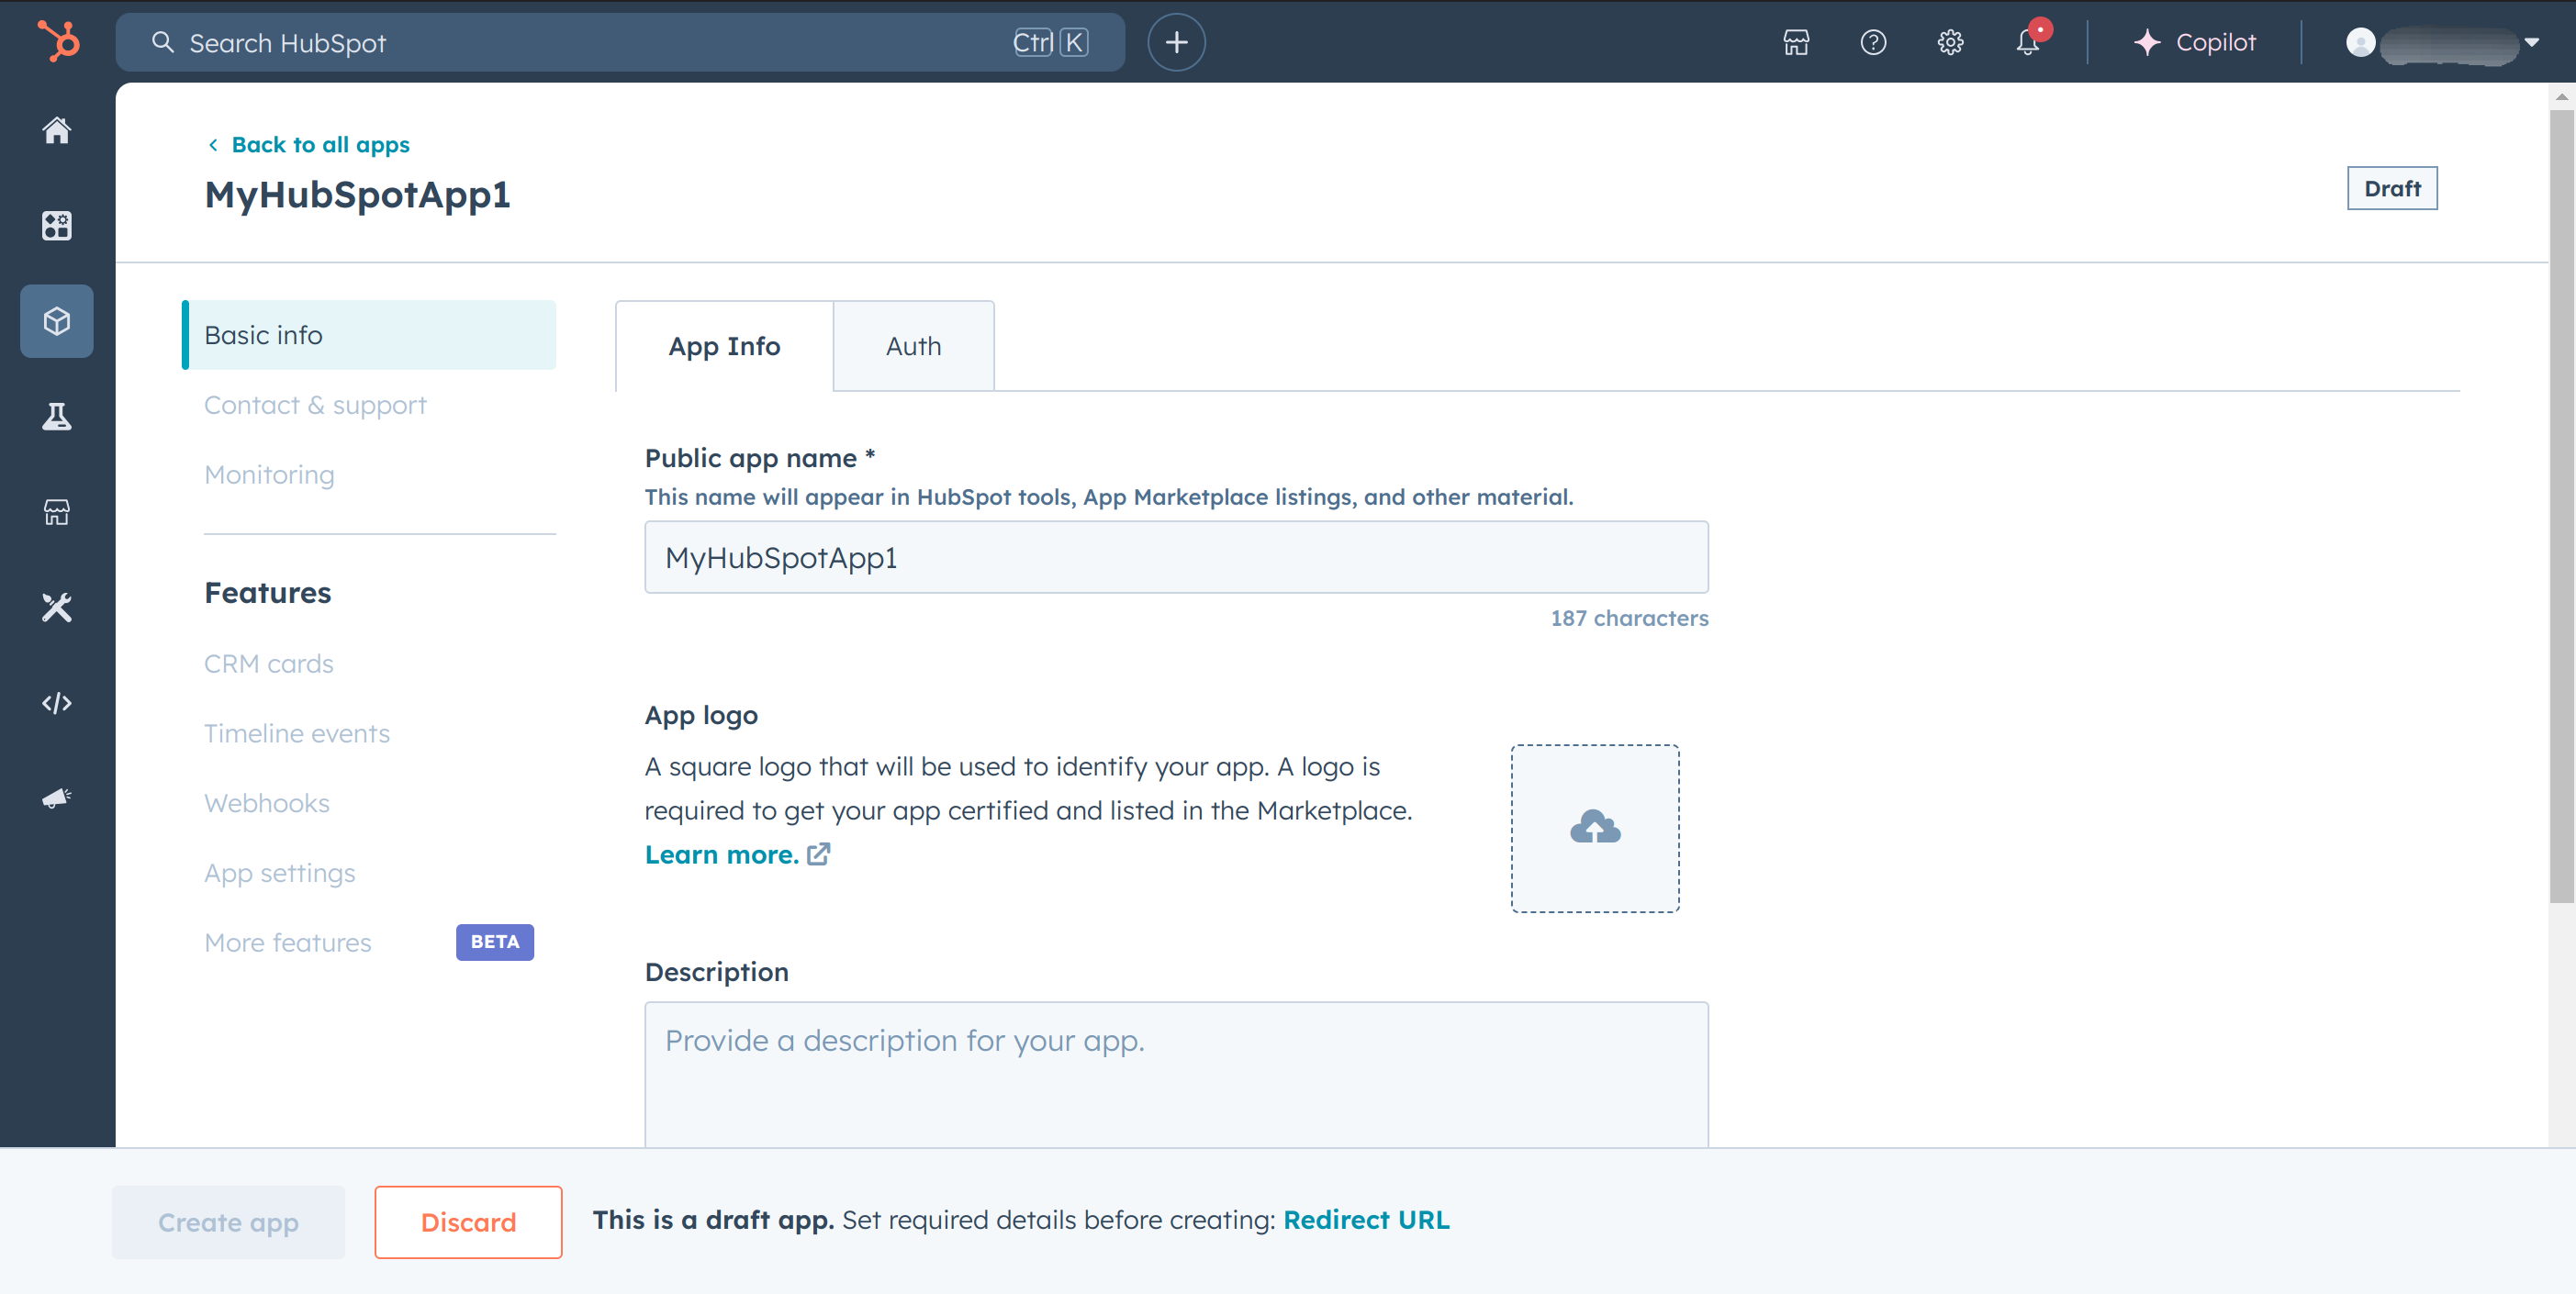 Search HubSpot
Ctrl K
Copilot
Back to all apps
MyHubSpotApp1
Draft
Basic info
Contact & support
Monitoring
Features
CRM cards
Timeline events
Webhooks
App settings
More features
BETA
App Info
Auth
Public app name *
This name will appear in HubSpot tools, App Marketplace listings, and other material.
MyHubSpotApp1
187 characters
App logo
A square logo that will be used to identify your app. A logo is
required to get your app certified and listed in the Marketplace.
Learn more.
Description
Provide a description for your app.
Create app
Discard
This is a draft app. Set required details before creating: Redirect URL